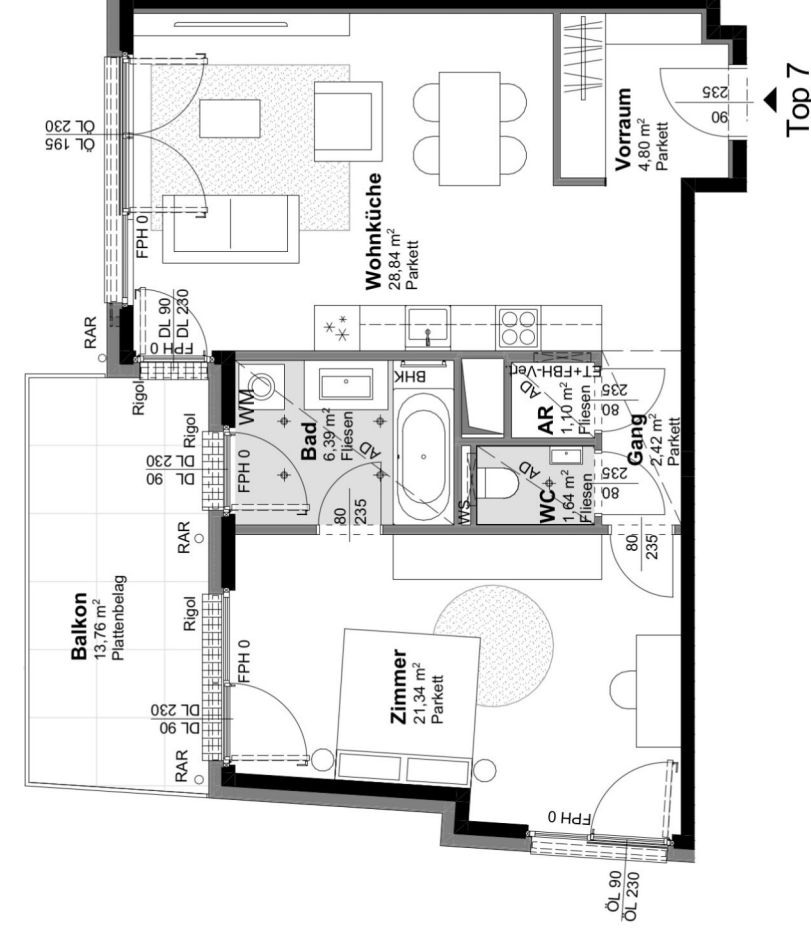 Top 7
Vorraum
4,80 m²
Parkett
90
235
ÖL 195
ÖL 230
FPH 0
Wohnküche
28,84 m²
Parkett
RAR
DL 90
DL 230
FPH 0
Rigol
Rigol
WM
Bad
6,39 m²
Fliesen
AD
BHK
DL 90
DL 230
FPH 0
80
235
AR
1,10 m²
Fliesen
AD
ET+FBH-Vert.
80
235
Gang
2,42 m²
Parkett
WC
1,64 m²
Fliesen
AD
WS
80
235
80
235
RAR
Balkon
13,76 m²
Plattenbelag
Rigol
FPH 0
DL 90
DL 230
RAR
Zimmer
21,34 m²
Parkett
FPH 0
ÖL 90
ÖL 230